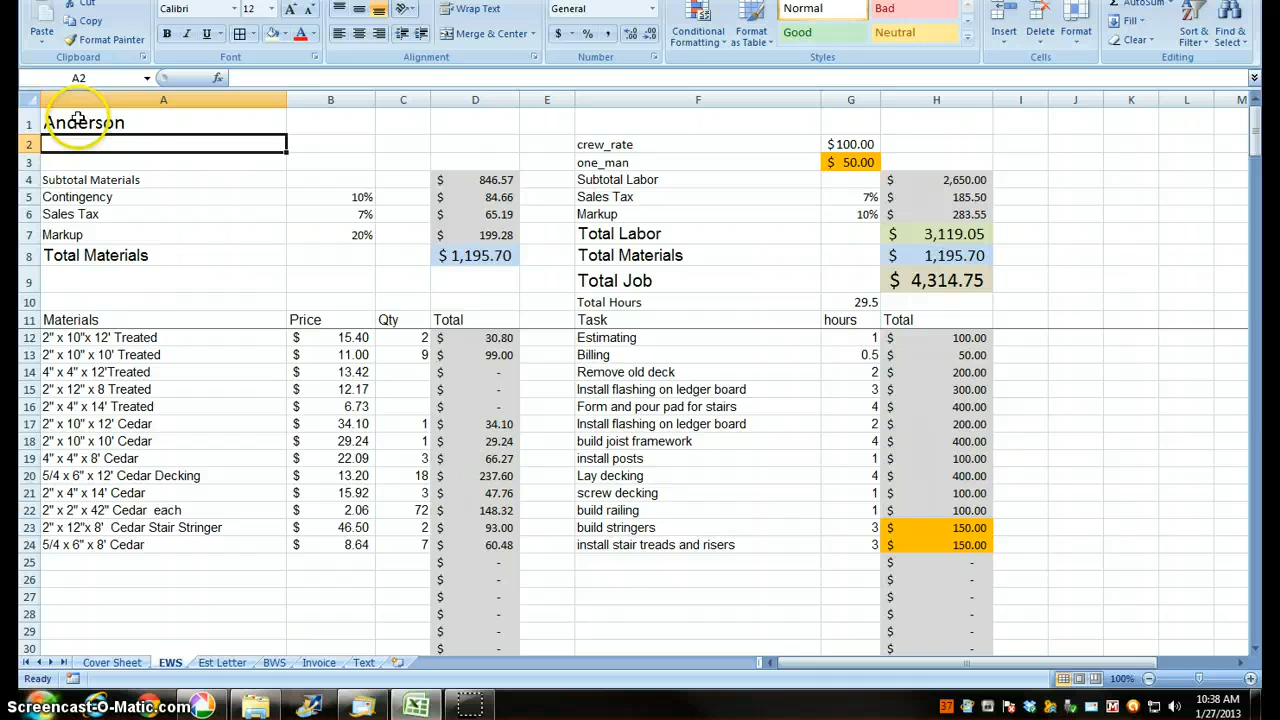 Cut
Calibri 12 General Normal Bad AutoSum
Copy Wrap Text
Paste Format Painter B I U Merge & Center $ % , Conditional Formatting Format as Table Good Neutral Insert Delete Format Fill Clear Sort & Filter Find & Select
Clipboard Font Alignment Number Styles Cells Editing
A2 fx
A B C D E F G H I J K L M
1 Anderson
2 crew_rate $100.00
3 one_man $ 50.00
4 Subtotal Materials $ 846.57 Subtotal Labor $ 2,650.00
5 Contingency 10% $ 84.66 Sales Tax 7% $ 185.50
6 Sales Tax 7% $ 65.19 Markup 10% $ 283.55
7 Markup 20% $ 199.28 Total Labor $ 3,119.05
8 Total Materials $ 1,195.70 Total Materials $ 1,195.70
9 Total Job $ 4,314.75
10 Total Hours 29.5
11 Materials Price Qty Total Task hours Total
12 2" x 10"x 12' Treated $ 15.40 2 $ 30.80 Estimating 1 $ 100.00
13 2" x 10" x 10' Treated $ 11.00 9 $ 99.00 Billing 0.5 $ 50.00
14 4" x 4" x 12'Treated $ 13.42 $ - Remove old deck 2 $ 200.00
15 2" x 12" x 8 Treated $ 12.17 $ - Install flashing on ledger board 3 $ 300.00
16 2" x 4" x 14' Treated $ 6.73 $ - Form and pour pad for stairs 4 $ 400.00
17 2" x 10" x 12' Cedar $ 34.10 1 $ 34.10 Install flashing on ledger board 2 $ 200.00
18 2" x 10" x 10' Cedar $ 29.24 1 $ 29.24 build joist framework 4 $ 400.00
19 4" x 4" x 8' Cedar $ 22.09 3 $ 66.27 install posts 1 $ 100.00
20 5/4 x 6" x 12' Cedar Decking $ 13.20 18 $ 237.60 Lay decking 4 $ 400.00
21 2" x 4" x 14' Cedar $ 15.92 3 $ 47.76 screw decking 1 $ 100.00
22 2" x 2" x 42" Cedar each $ 2.06 72 $ 148.32 build railing 1 $ 100.00
23 2" x 12"x 8' Cedar Stair Stringer $ 46.50 2 $ 93.00 build stringers 3 $ 150.00
24 5/4 x 6" x 8' Cedar $ 8.64 7 $ 60.48 install stair treads and risers 3 $ 150.00
25 $ - $ -
26 $ - $ -
27 $ - $ -
28 $ - $ -
29 $ - $ -
30 $ - $ -
Cover Sheet EWS Est Letter BWS Invoice Text
Ready 100%
Screencast-O-Matic.com 37 10:38 AM
1/27/2013